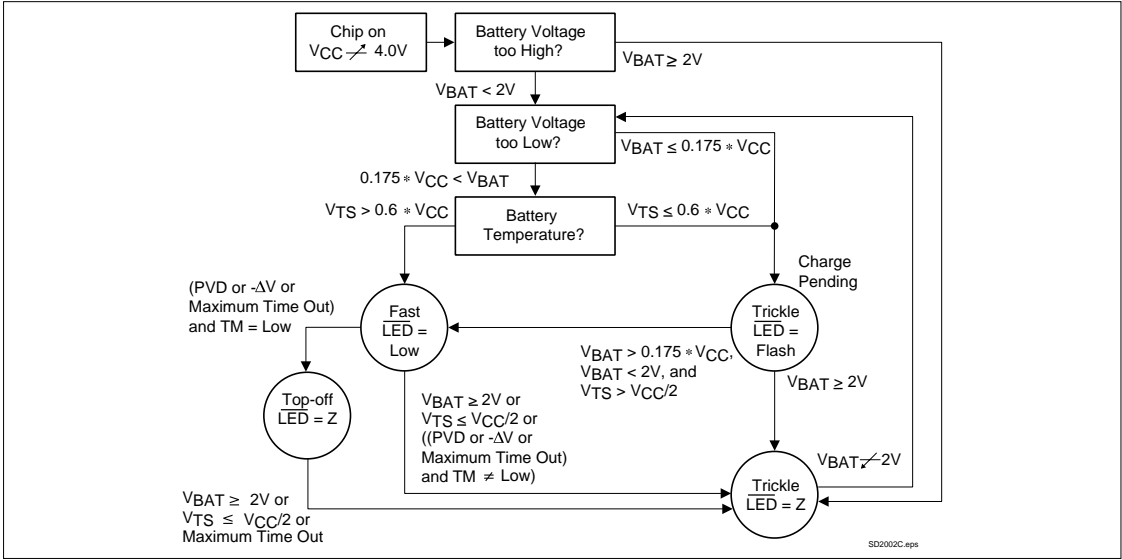 Chip on
VCC 4.0V
Battery Voltage
too High?
VBAT ≥ 2V
VBAT < 2V
Battery Voltage
too Low?
VBAT ≤ 0.175 * VCC
0.175 * VCC < VBAT
VTS > 0.6 * VCC
Battery
Temperature?
VTS ≤ 0.6 * VCC
Charge
Pending
(PVD or -ΔV or
Maximum Time Out)
and TM = Low
Fast
LED =
Low
Trickle
LED =
Flash
VBAT > 0.175 * VCC,
VBAT < 2V, and
VTS > VCC/2
VBAT ≥ 2V
Top-off
LED = Z
VBAT ≥ 2V or
VTS ≤ VCC/2 or
((PVD or -ΔV or
Maximum Time Out)
and TM ≠ Low)
VBAT 2V
Trickle
LED = Z
VBAT ≥ 2V or
VTS ≤ VCC/2 or
Maximum Time Out
SD2002C.eps